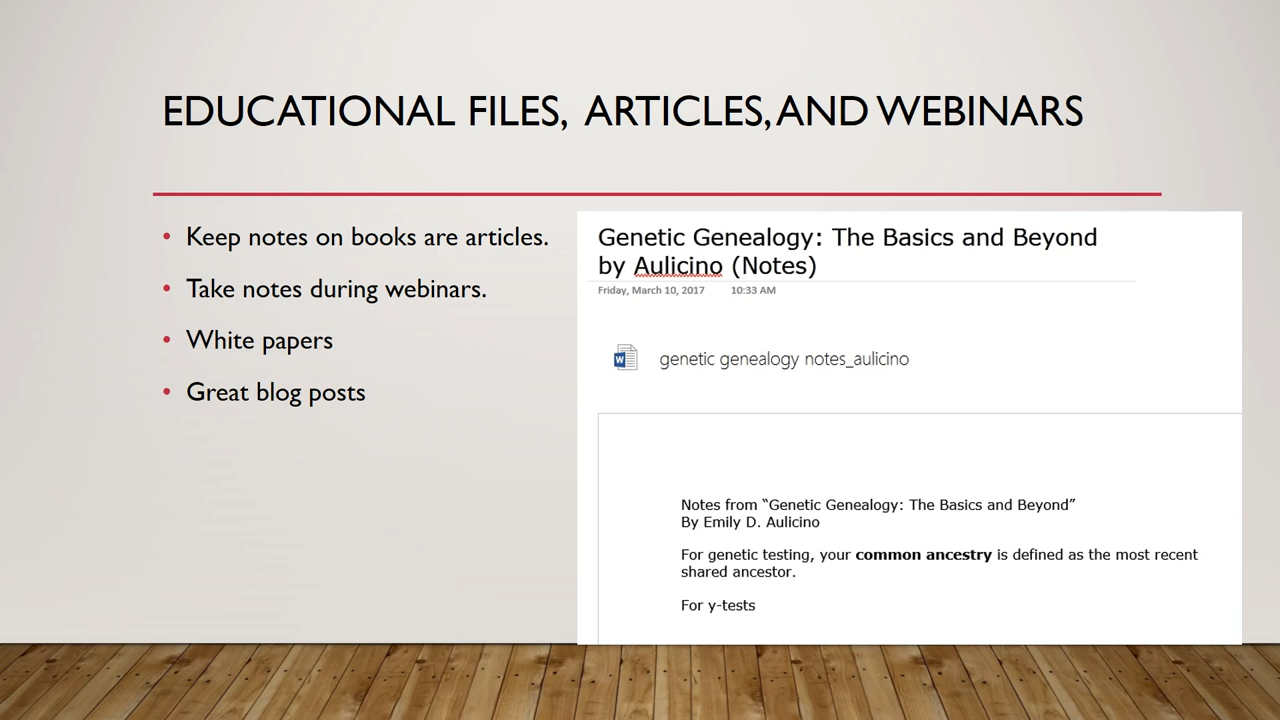 EDUCATIONAL FILES, ARTICLES, AND WEBINARS
• Keep notes on books are articles.
• Take notes during webinars.
• White papers
• Great blog posts
Genetic Genealogy: The Basics and Beyond
by Aulicino (Notes)
Friday, March 10, 2017 10:33 AM
genetic genealogy notes_aulicino
Notes from “Genetic Genealogy: The Basics and Beyond”
By Emily D. Aulicino
For genetic testing, your common ancestry is defined as the most recent
shared ancestor.
For y-tests